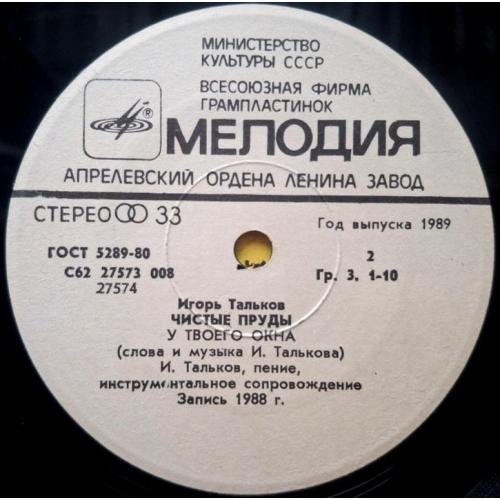 МИНИСТЕРСТВО
КУЛЬТУРЫ СССР
ВСЕСОЮЗНАЯ ФИРМА
ГРАМПЛАСТИНОК
®
МЕЛОДИЯ
АПРЕЛЕВСКИЙ ОРДЕНА ЛЕНИНА ЗАВОД
СТЕРЕО 33
Год выпуска 1989
ГОСТ 5289-80
2
С62 27573 008
Гр. 3. 1-10
27574
Игорь Тальков
ЧИСТЫЕ ПРУДЫ
У ТВОЕГО ОКНА
(слова и музыка И. Талькова)
И. Тальков, пение,
инструментальное сопровождение
Запись 1988 г.